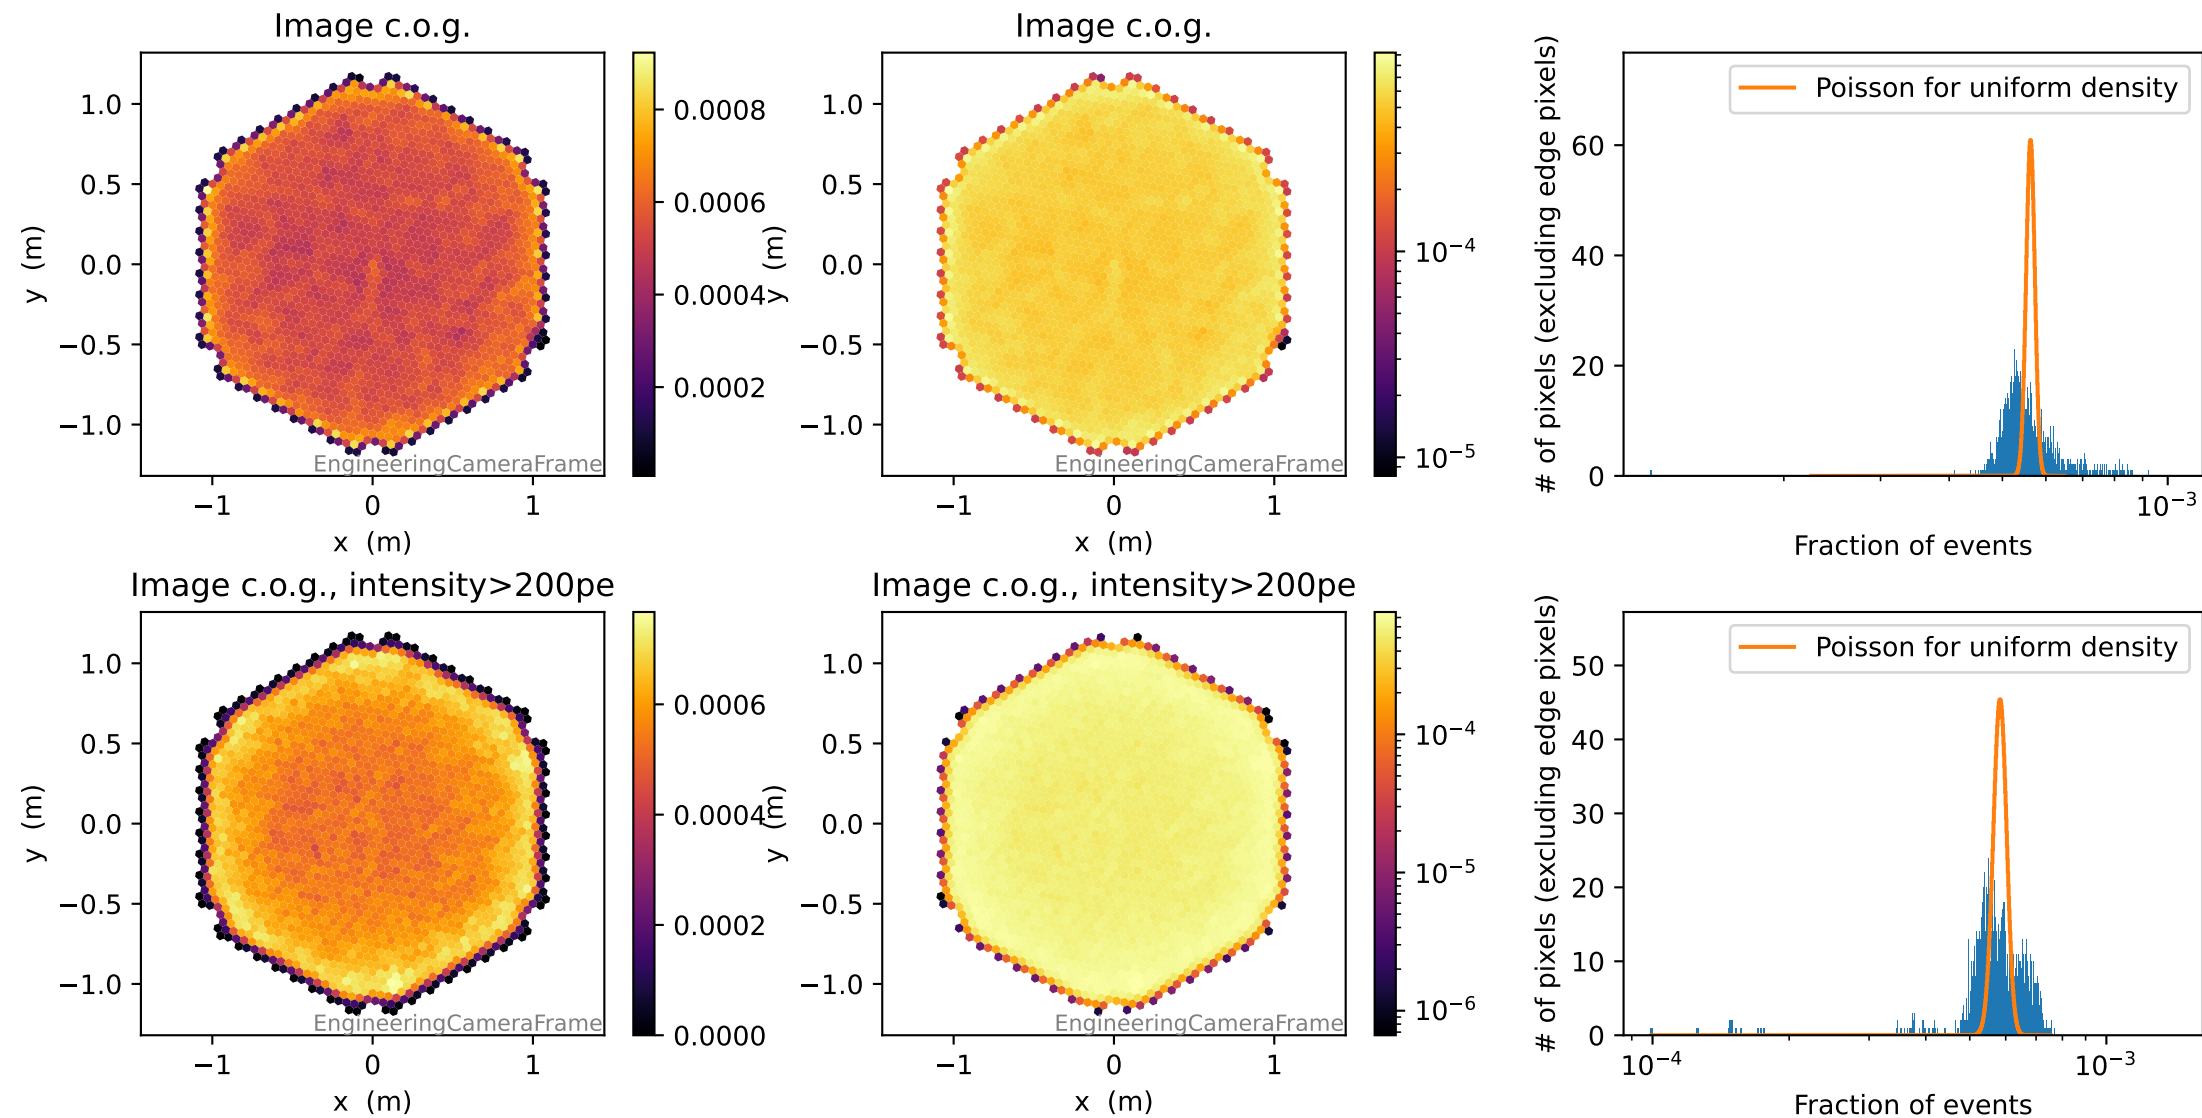 Image c.o.g.
1.0
0.5
0.0
−0.5
−1.0
y (m)
−1 0 1
x (m)
EngineeringCameraFrame
0.0008
0.0006
0.0004
0.0002
Image c.o.g.
1.0
0.5
0.0
−0.5
−1.0
y (m)
−1 0 1
x (m)
EngineeringCameraFrame
10⁻⁴
10⁻⁵
# of pixels (excluding edge pixels)
60
40
20
0
Poisson for uniform density
10⁻³
Fraction of events
Image c.o.g., intensity>200pe
1.0
0.5
0.0
−0.5
−1.0
y (m)
−1 0 1
x (m)
EngineeringCameraFrame
0.0006
0.0004
0.0002
0.0000
Image c.o.g., intensity>200pe
1.0
0.5
0.0
−0.5
−1.0
y (m)
−1 0 1
x (m)
EngineeringCameraFrame
10⁻⁴
10⁻⁵
10⁻⁶
# of pixels (excluding edge pixels)
50
40
30
20
10
0
Poisson for uniform density
10⁻⁴ 10⁻³
Fraction of events